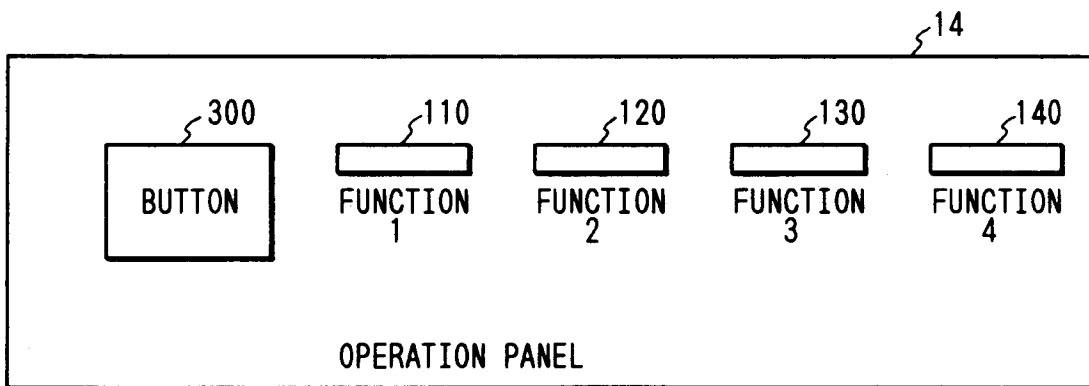 14
300
110
120
130
140
BUTTON
FUNCTION
1
FUNCTION
2
FUNCTION
3
FUNCTION
4
OPERATION PANEL